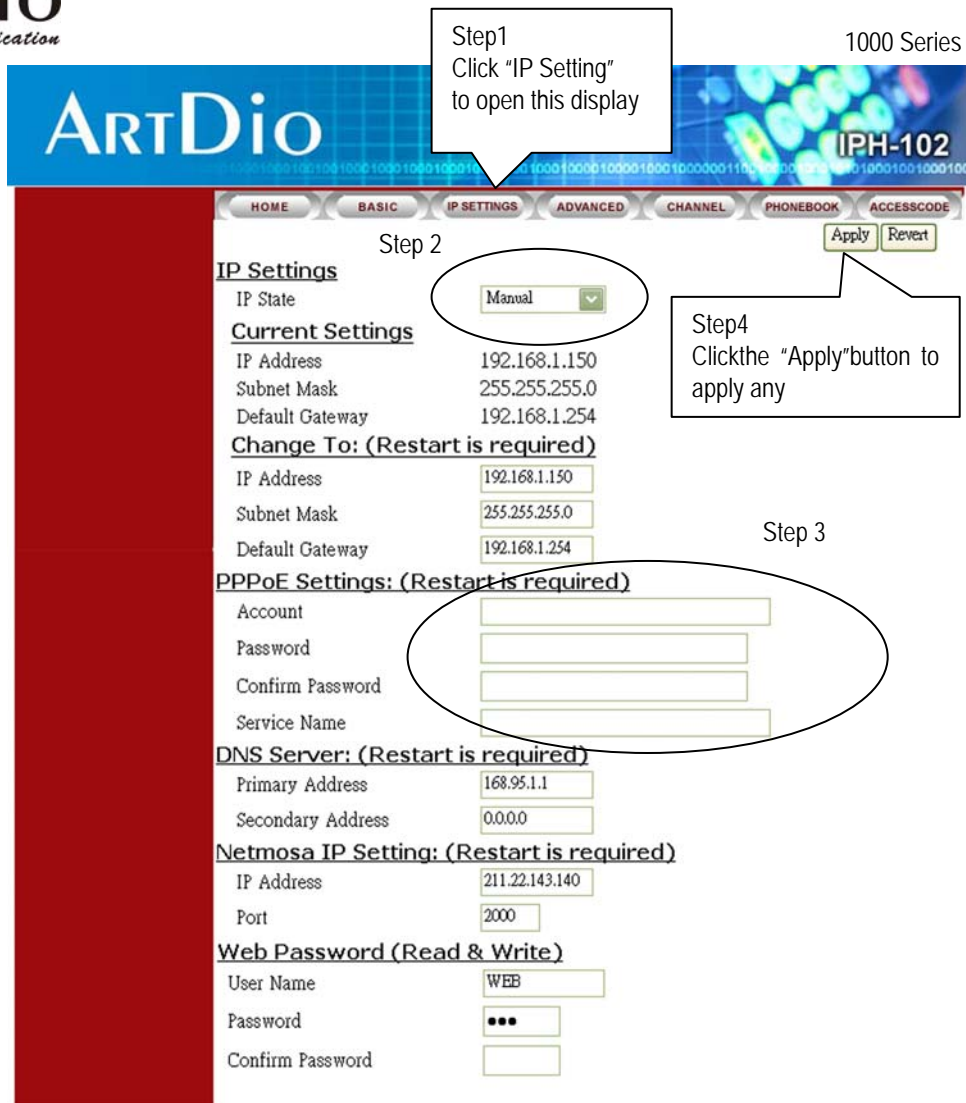 ication
Step1
Click “IP Setting”
to open this display
1000 Series
ARTDio
IPH-102
HOME BASIC IP SETTINGS ADVANCED CHANNEL PHONEBOOK ACCESSCODE
Step 2
Apply Revert
IP Settings
IP State Manual
Step4
Clickthe “Apply”button to
apply any
Current Settings
IP Address 192.168.1.150
Subnet Mask 255.255.255.0
Default Gateway 192.168.1.254
Change To: (Restart is required)
IP Address 192.168.1.150
Subnet Mask 255.255.255.0
Step 3
Default Gateway 192.168.1.254
PPPoE Settings: (Restart is required)
Account
Password
Confirm Password
Service Name
DNS Server: (Restart is required)
Primary Address 168.95.1.1
Secondary Address 0.0.0.0
Netmosa IP Setting: (Restart is required)
IP Address 211.22.143.140
Port 2000
Web Password (Read & Write)
User Name WEB
Password •••
Confirm Password